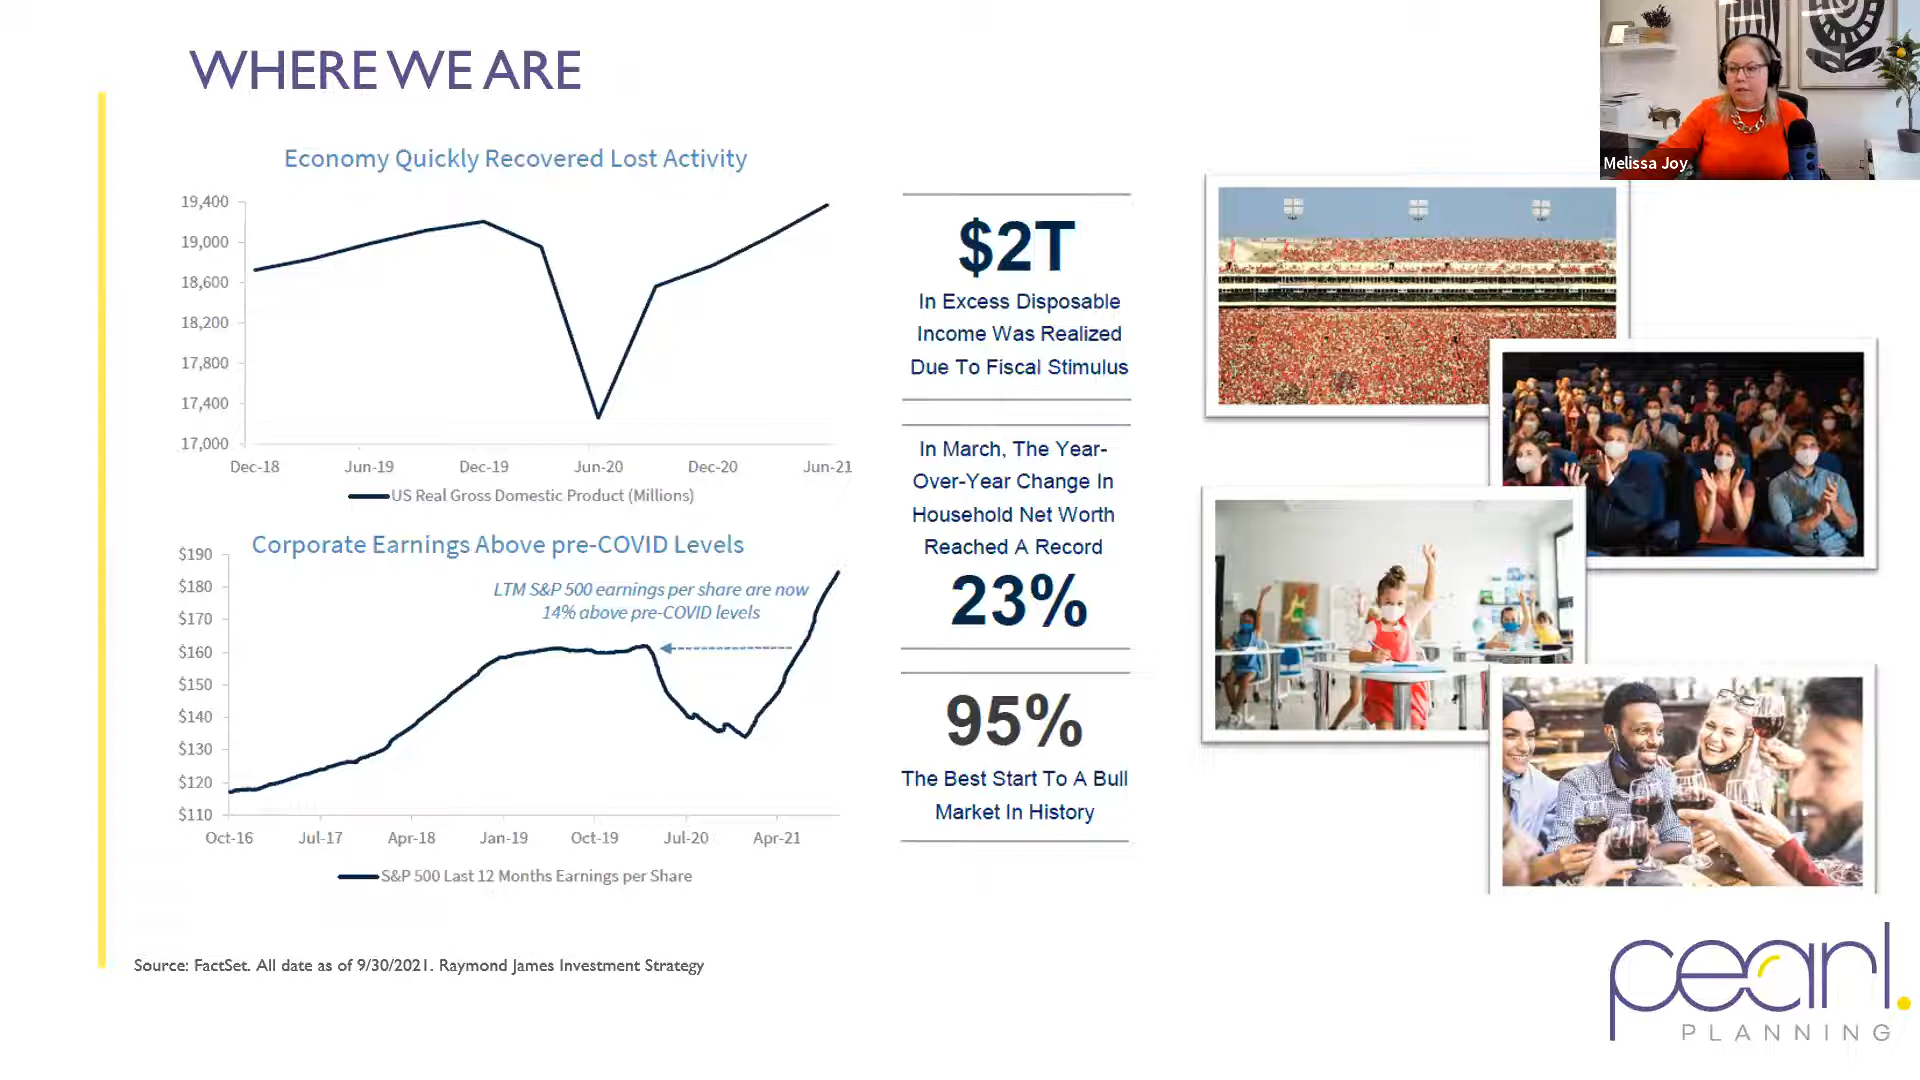 WHERE WE ARE
Melissa Joy
Economy Quickly Recovered Lost Activity
19,400
19,000
18,600
18,200
17,800
17,400
17,000
Dec-18 Jun-19 Dec-19 Jun-20 Dec-20 Jun-21
US Real Gross Domestic Product (Millions)
Corporate Earnings Above pre-COVID Levels
LTM S&P 500 earnings per share are now
14% above pre-COVID levels
$190
$180
$170
$160
$150
$140
$130
$120
$110
Oct-16 Jul-17 Apr-18 Jan-19 Oct-19 Jul-20 Apr-21
S&P 500 Last 12 Months Earnings per Share
$2T
In Excess Disposable
Income Was Realized
Due To Fiscal Stimulus
In March, The Year-
Over-Year Change In
Household Net Worth
Reached A Record
23%
95%
The Best Start To A Bull
Market In History
Source: FactSet. All date as of 9/30/2021. Raymond James Investment Strategy
pearl.
PLANNING